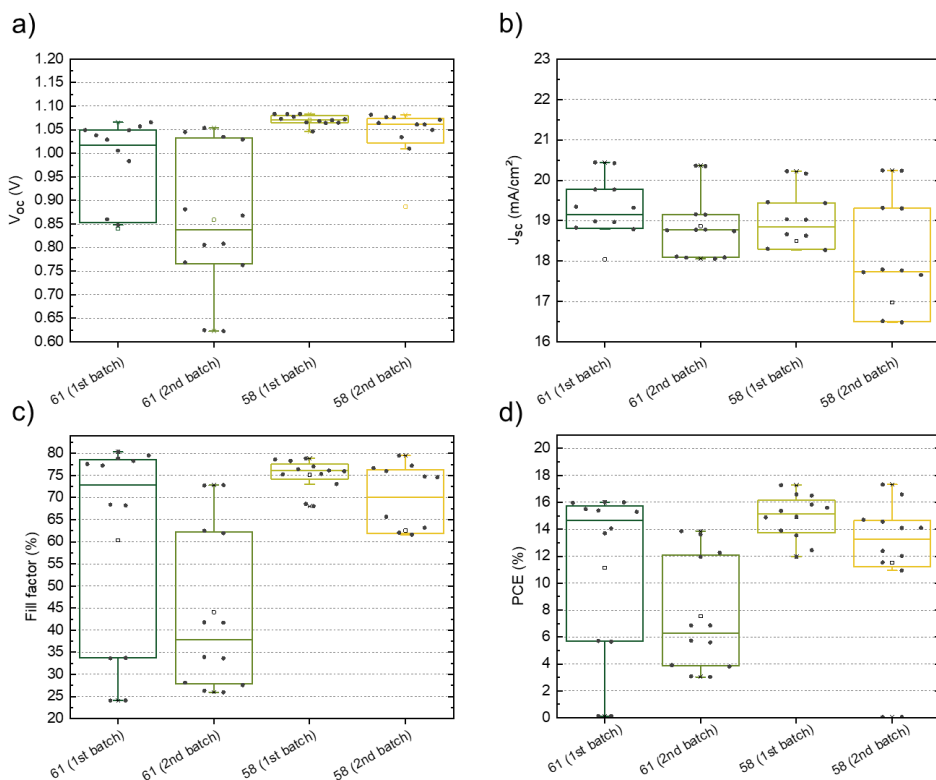 a)
1.20
1.15
1.10
1.05
1.00
0.95
0.90
0.85
0.80
0.75
0.70
0.65
0.60
Voc (V)
61 (1st batch)
61 (2nd batch)
58 (1st batch)
58 (2nd batch)
b)
23
22
21
20
19
18
17
16
Jsc (mA/cm²)
61 (1st batch)
61 (2nd batch)
58 (1st batch)
58 (2nd batch)
c)
80
75
70
65
60
55
50
45
40
35
30
25
20
Fill factor (%)
61 (1st batch)
61 (2nd batch)
58 (1st batch)
58 (2nd batch)
d)
20
18
16
14
12
10
8
6
4
2
0
PCE (%)
61 (1st batch)
61 (2nd batch)
58 (1st batch)
58 (2nd batch)